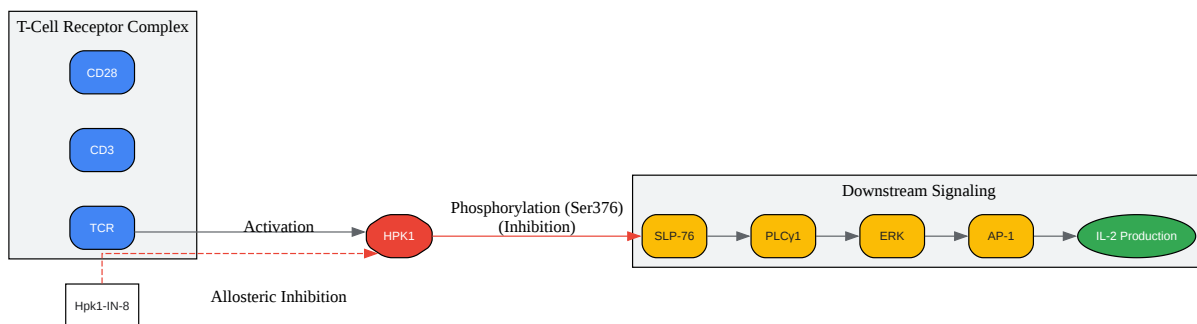 T-Cell Receptor Complex
CD28
CD3
TCR
Activation
HPK1
Phosphorylation (Ser376)
(Inhibition)
Downstream Signaling
SLP-76
PLCγ1
ERK
AP-1
IL-2 Production
Hpk1-IN-8
Allosteric Inhibition